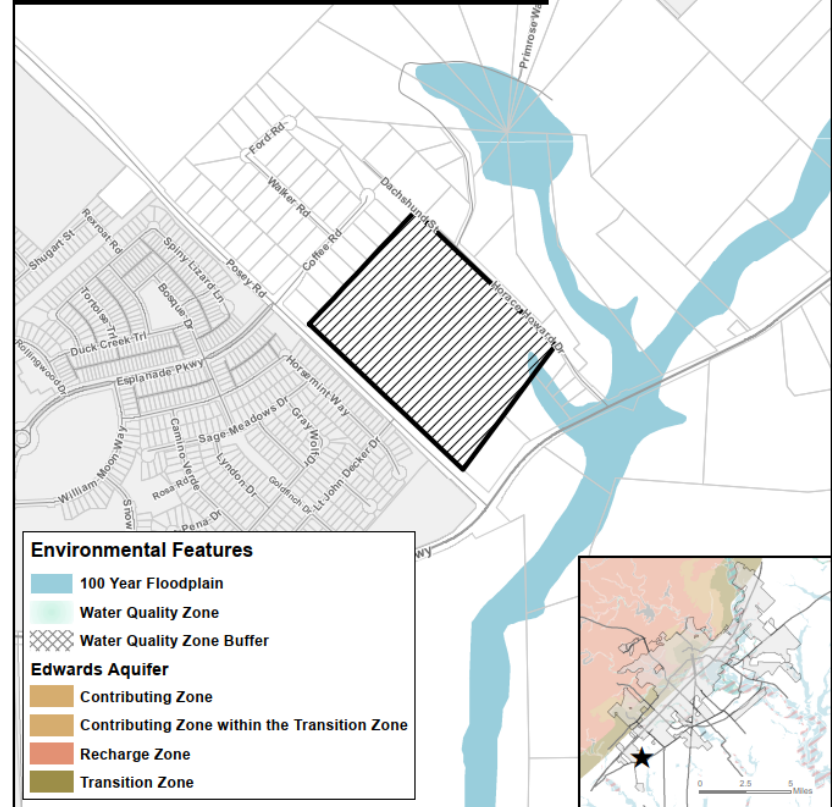 Primrose Wa
Ford Rd
Walker Rd
Dachshund St
Coffee Rd
Rexroat Rd
Shugart St
Spiny Lizard Ln
Posey Rd
Horace Howard Dr
Bosque Dr
Tortoise Trl
Duck Creek Trl
Rollingwood Dr
Esplanade Pkwy
Horsemint Way
Sage Meadows Dr
Gray Wolf Dr
William Moon Way
Camino Verde
Lyndon Dr
Goldfinch Dr
Lt John Decker Dr
Rosa Rd
Snow
Pena Dr
wy
Environmental Features
100 Year Floodplain
Water Quality Zone
Water Quality Zone Buffer
Edwards Aquifer
Contributing Zone
Contributing Zone within the Transition Zone
Recharge Zone
Transition Zone
0 2.5 5
Miles